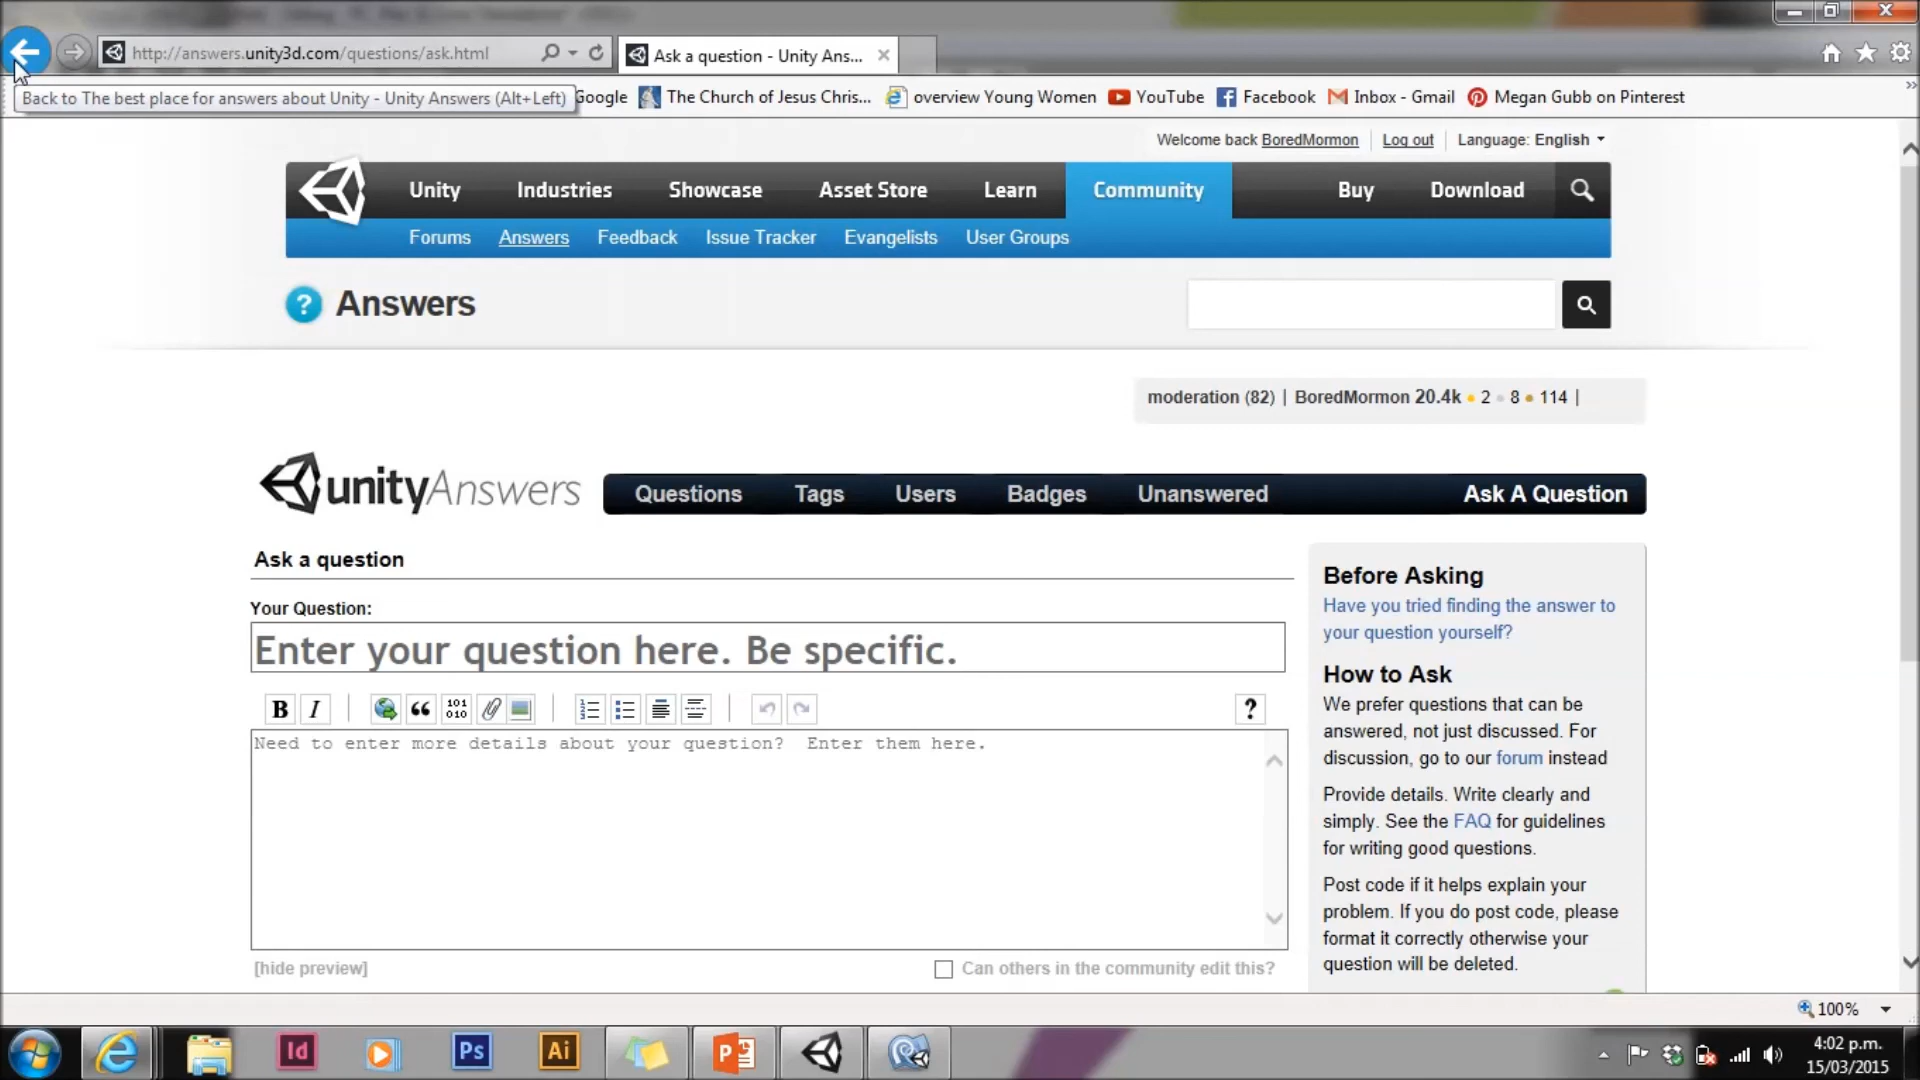 http://answers.unity3d.com/questions/ask.html
Ask a question - Unity Ans...
Back to The best place for answers about Unity - Unity Answers (Alt+Left)
Google
The Church of Jesus Chris...
overview Young Women
YouTube
Facebook
Inbox - Gmail
Megan Gubb on Pinterest
Welcome back BoredMormon
Log out
Language: English
Unity
Industries
Showcase
Asset Store
Learn
Community
Buy
Download
Forums
Answers
Feedback
Issue Tracker
Evangelists
User Groups
? Answers
moderation (82) | BoredMormon 20.4k 2 8 114 |
unityAnswers
Questions
Tags
Users
Badges
Unanswered
Ask A Question
Ask a question
Your Question:
Enter your question here. Be specific.
B I
101
010
?
Need to enter more details about your question? Enter them here.
[hide preview]
Can others in the community edit this?
Before Asking
Have you tried finding the answer to
your question yourself?
How to Ask
We prefer questions that can be
answered, not just discussed. For
discussion, go to our forum instead
Provide details. Write clearly and
simply. See the FAQ for guidelines
for writing good questions.
Post code if it helps explain your
problem. If you do post code, please
format it correctly otherwise your
question will be deleted.
100%
Id
Ps
Ai
4:02 p.m.
15/03/2015